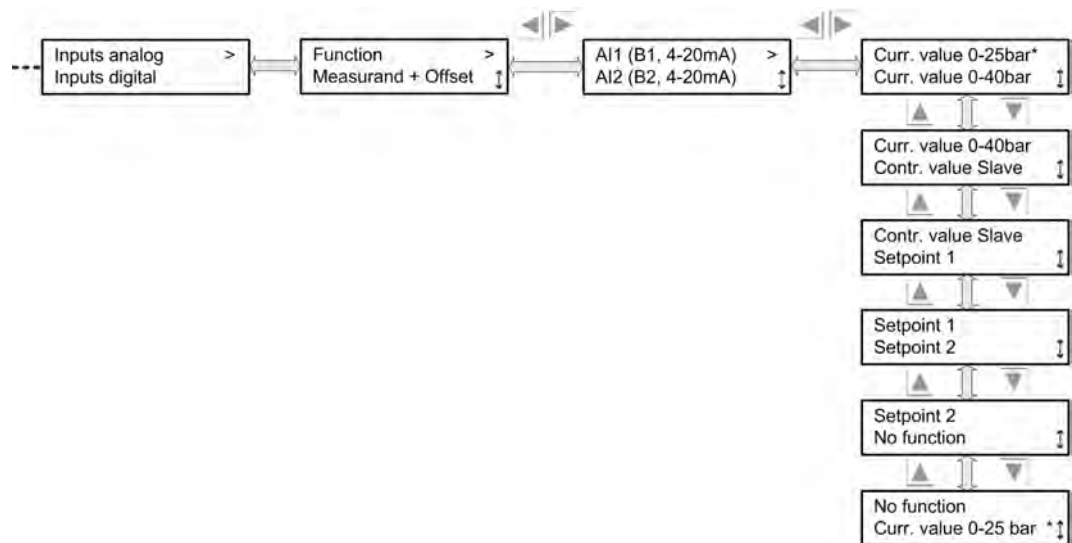 Inputs analog >
Inputs digital
Function >
Measurand + Offset ↕
AI1 (B1, 4-20mA) >
AI2 (B2, 4-20mA) ↕
Curr. value 0-25bar*
Curr. value 0-40bar ↕
Curr. value 0-40bar
Contr. value Slave ↕
Contr. value Slave
Setpoint 1 ↕
Setpoint 1
Setpoint 2 ↕
Setpoint 2
No function ↕
No function
Curr. value 0-25 bar *↕